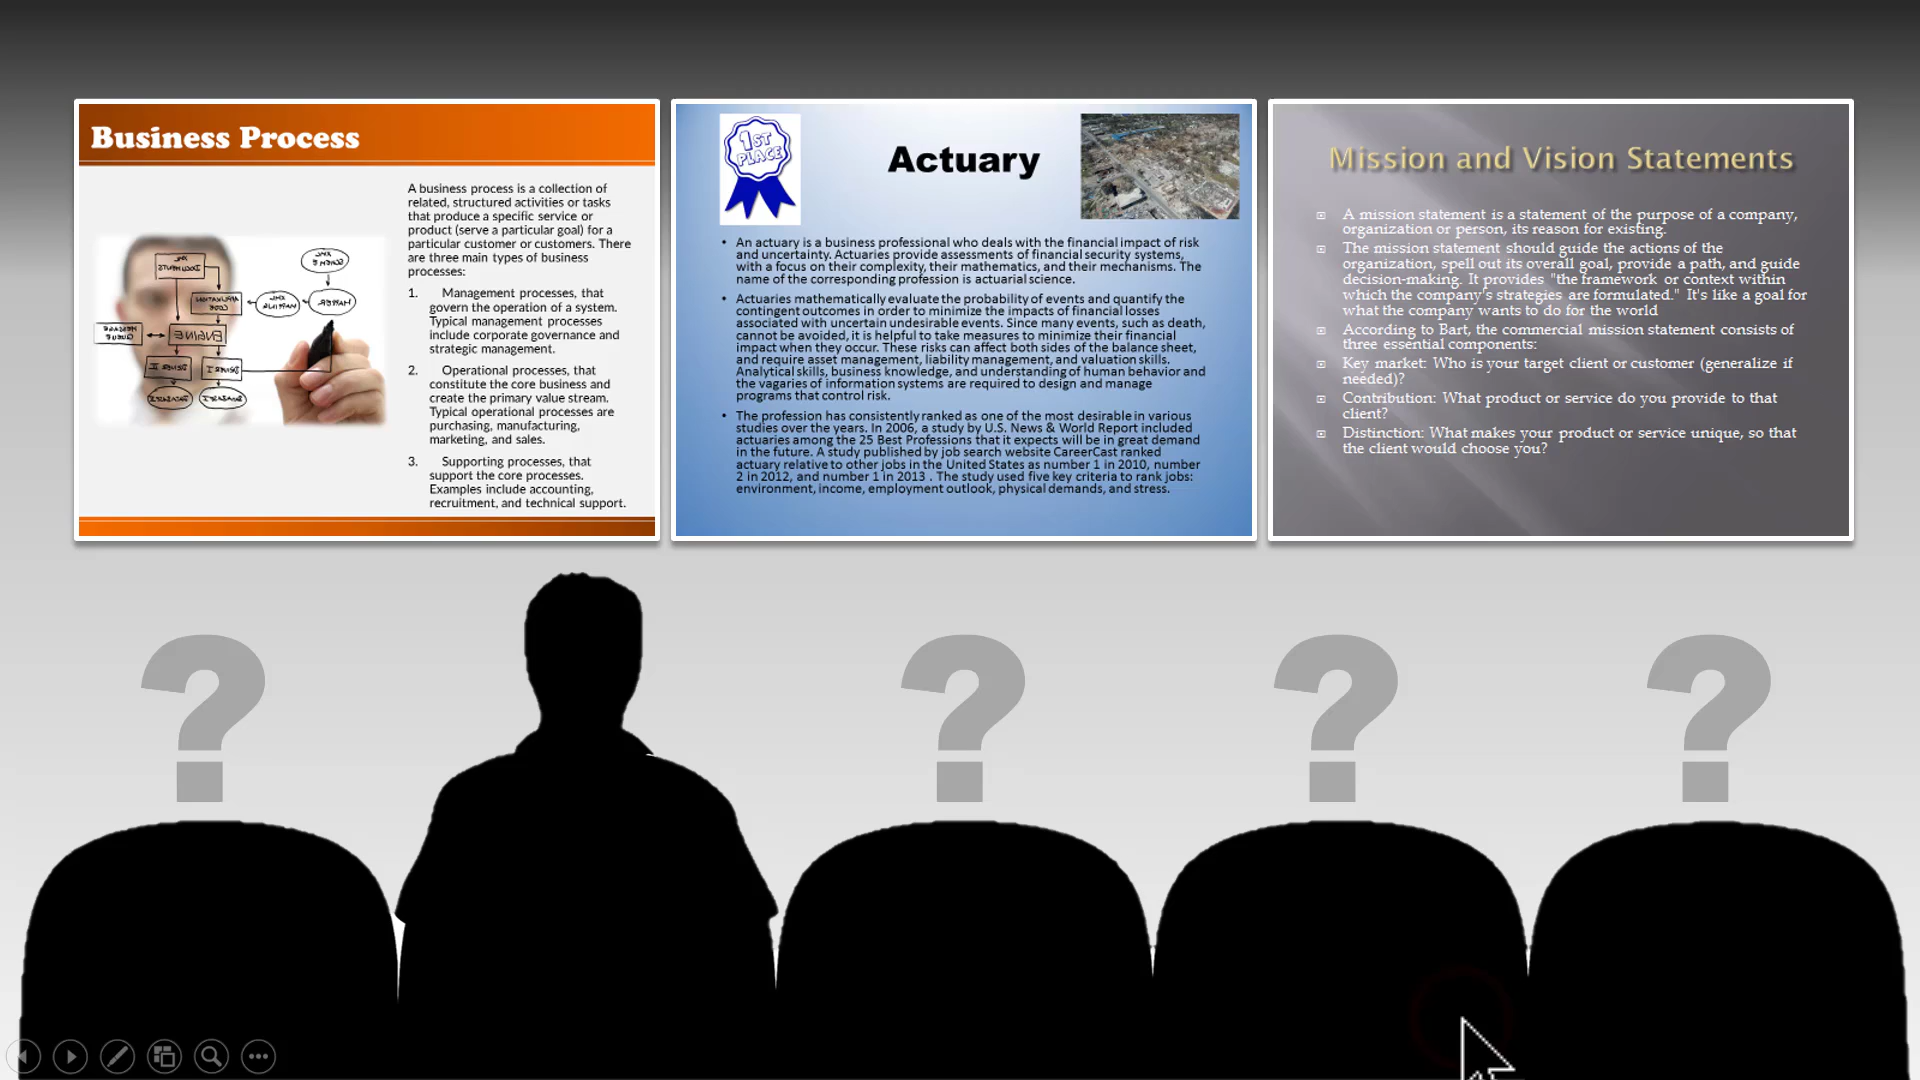 Business Process
A business process is a collection of
related, structured activities or tasks
that produce a specific service or
product (serve a particular goal) for a
particular customer or customers. There
are three main types of business
processes:
1. Management processes, that
govern the operation of a system.
Typical management processes
include corporate governance and
strategic management.
2. Operational processes, that
constitute the core business and
create the primary value stream.
Typical operational processes are
purchasing, manufacturing,
marketing, and sales.
3. Supporting processes, that
support the core processes.
Examples include accounting,
recruitment, and technical support.
1ST
PLACE
Actuary
• An actuary is a business professional who deals with the financial impact of risk
and uncertainty. Actuaries provide assessments of financial security systems,
with a focus on their complexity, their mathematics, and their mechanisms. The
name of the corresponding profession is actuarial science.
• Actuaries mathematically evaluate the probability of events and quantify the
contingent outcomes in order to minimize the impacts of financial losses
associated with uncertain undesirable events. Since many events, such as death,
cannot be avoided, it is helpful to take measures to minimize their financial
impact when they occur. These risks can affect both sides of the balance sheet,
and require asset management, liability management, and valuation skills.
Analytical skills, business knowledge, and understanding of human behavior and
the vagaries of information systems are required to design and manage
programs that control risk.
• The profession has consistently ranked as one of the most desirable in various
studies over the years. In 2006, a study by U.S. News & World Report included
actuaries among the 25 Best Professions that it expects will be in great demand
in the future. A study published by job search website CareerCast ranked
actuary relative to other jobs in the United States as number 1 in 2010, number
2 in 2012, and number 1 in 2013 . The study used five key criteria to rank jobs:
environment, income, employment outlook, physical demands, and stress.
Mission and Vision Statements
A mission statement is a statement of the purpose of a company,
organization or person, its reason for existing.
The mission statement should guide the actions of the
organization, spell out its overall goal, provide a path, and guide
decision-making. It provides "the framework or context within
which the company's strategies are formulated." It's like a goal for
what the company wants to do for the world
According to Bart, the commercial mission statement consists of
three essential components:
Key market: Who is your target client or customer (generalize if
needed)?
Contribution: What product or service do you provide to that
client?
Distinction: What makes your product or service unique, so that
the client would choose you?
? ? ? ?